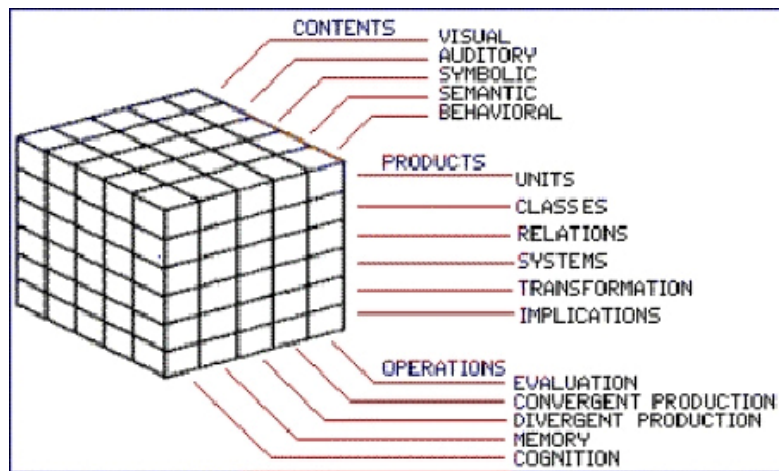 CONTENTS
VISUAL
AUDITORY
SYMBOLIC
SEMANTIC
BEHAVIORAL
PRODUCTS
UNITS
CLASSES
RELATIONS
SYSTEMS
TRANSFORMATION
IMPLICATIONS
OPERATIONS
EVALUATION
CONVERGENT PRODUCTION
DIVERGENT PRODUCTION
MEMORY
COGNITION